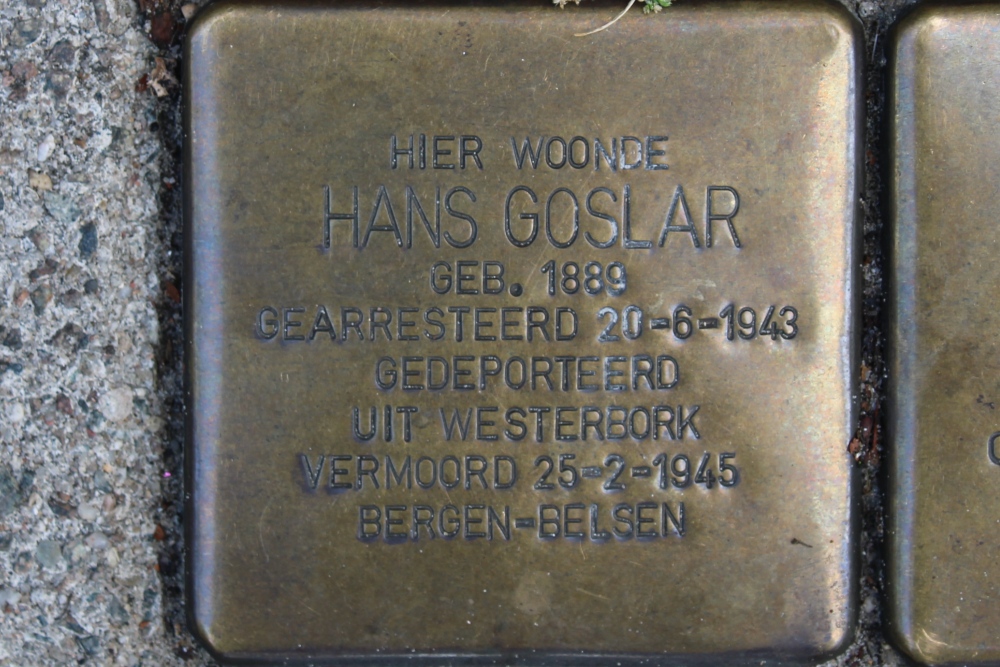 HIER WOONDE
HANS GOSLAR
GEB. 1889
GEARRESTEERD 20-6-1943
GEDEPORTEERD
UIT WESTERBORK
VERMOORD 25-2-1945
BERGEN-BELSEN